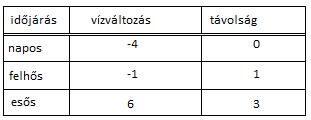 időjárás vízváltozás távolság
napos -4 0
felhős -1 1
esős 6 3